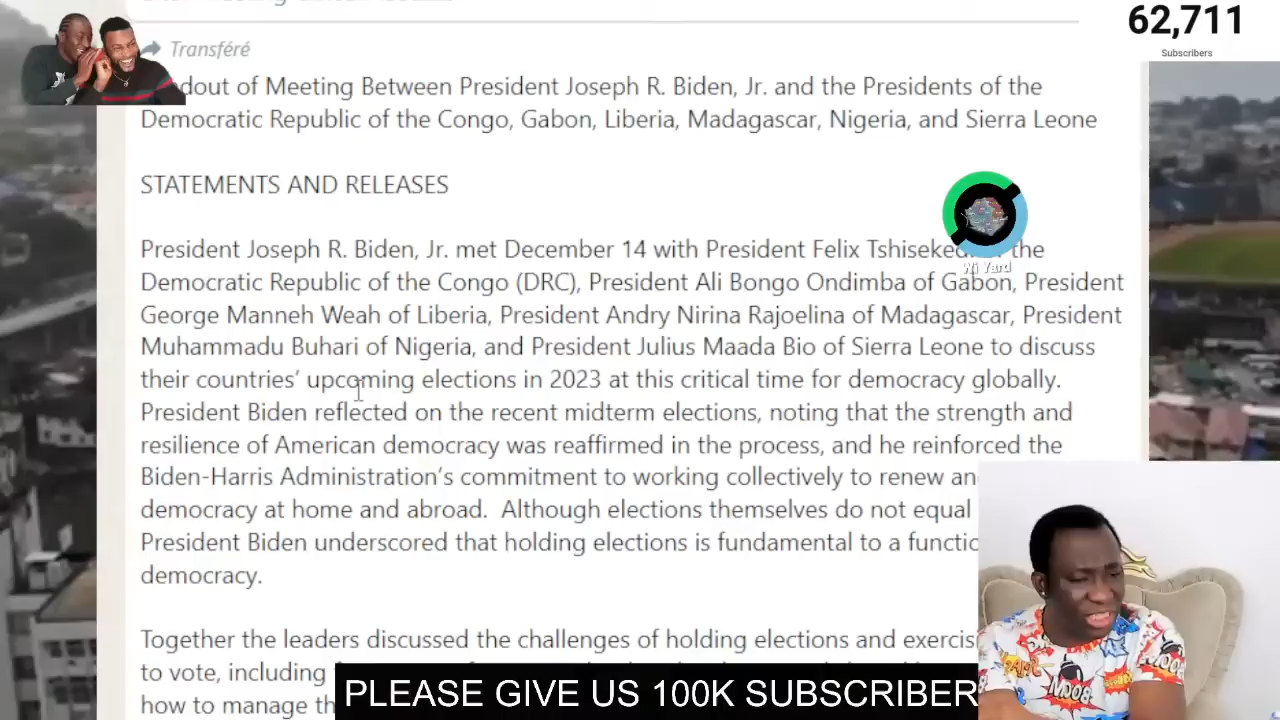 62,711
Subscribers
Transféré
dout of Meeting Between President Joseph R. Biden, Jr. and the Presidents of the
Democratic Republic of the Congo, Gabon, Liberia, Madagascar, Nigeria, and Sierra Leone
STATEMENTS AND RELEASES
President Joseph R. Biden, Jr. met December 14 with President Felix Tshiseked the
Democratic Republic of the Congo (DRC), President Ali Bongo Ondimba of Gabon, President
George Manneh Weah of Liberia, President Andry Nirina Rajoelina of Madagascar, President
Muhammadu Buhari of Nigeria, and President Julius Maada Bio of Sierra Leone to discuss
their countries’ upcoming elections in 2023 at this critical time for democracy globally.
President Biden reflected on the recent midterm elections, noting that the strength and
resilience of American democracy was reaffirmed in the process, and he reinforced the
Biden-Harris Administration’s commitment to working collectively to renew an
democracy at home and abroad. Although elections themselves do not equal
President Biden underscored that holding elections is fundamental to a functio
democracy.
Together the leaders discussed the challenges of holding elections and exercis
to vote, including
how to manage th
Wi Yard
PLEASE GIVE US 100K SUBSCRIBER